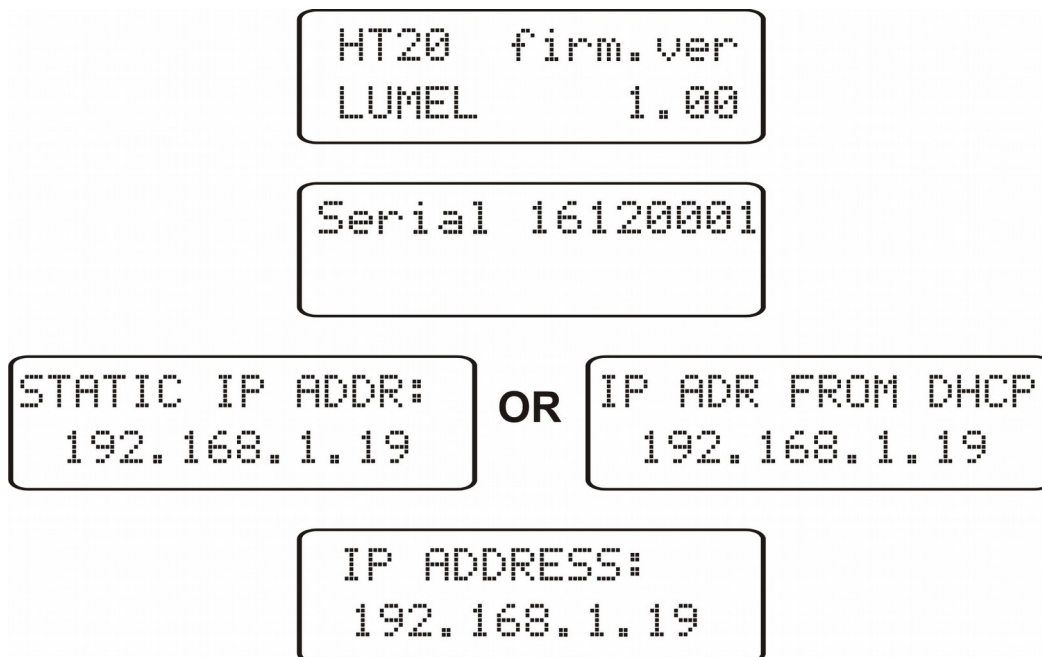 HT20 firm.ver
LUMEL 1.00
Serial 16120001
STATIC IP ADDR:
192.168.1.19
OR
IP ADR FROM DHCP
192.168.1.19
IP ADDRESS:
192.168.1.19